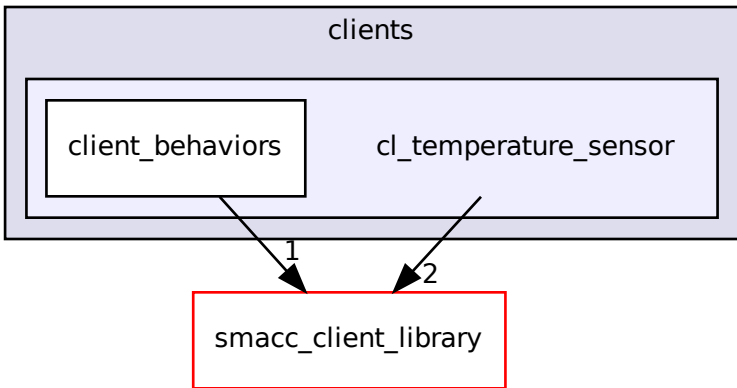 clients
client_behaviors
cl_temperature_sensor
1
2
smacc_client_library